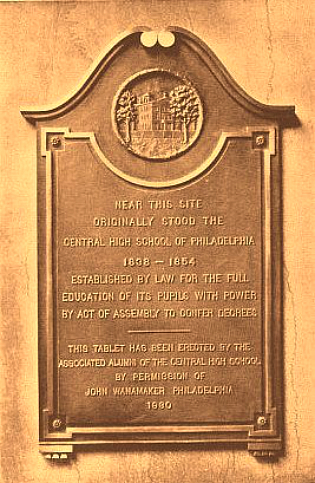 NEAR THIS SITE
ORIGINALLY STOOD THE
CENTRAL HIGH SCHOOL OF PHILADELPHIA
1838 — 1854
ESTABLISHED BY LAW FOR THE FULL
EDUCATION OF ITS PUPILS WITH POWER
BY ACT OF ASSEMBLY TO CONFER DEGREES
THIS TABLET HAS BEEN ERECTED BY THE
ASSOCIATED ALUMNI OF THE CENTRAL HIGH SCHOOL
BY PERMISSION OF
JOHN WANAMAKER PHILADELPHIA
1930